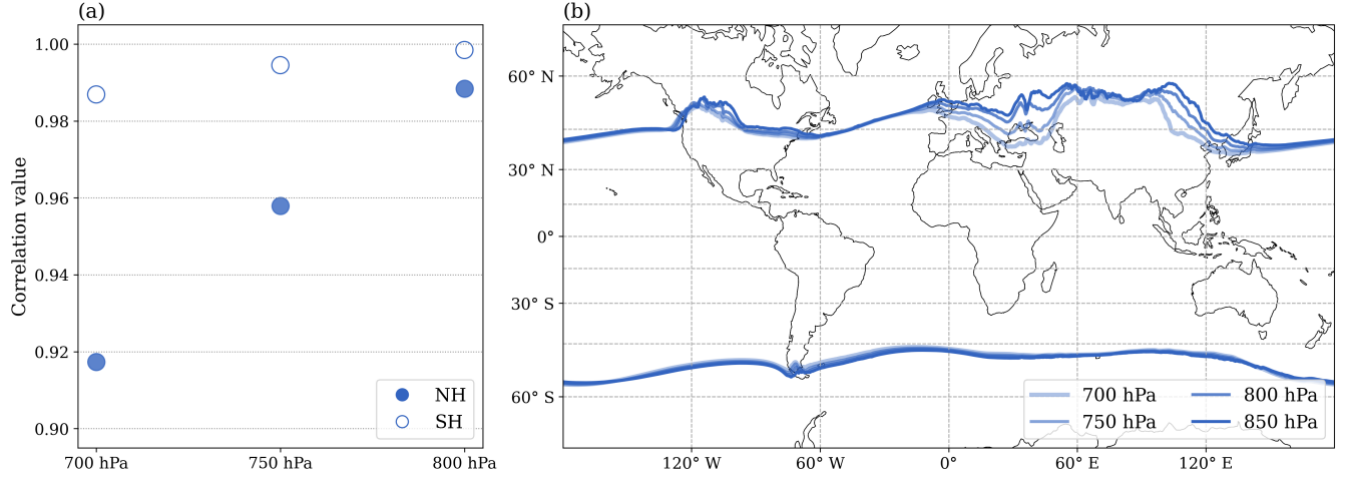 (a)
Correlation value
1.00
0.98
0.96
0.94
0.92
0.90
700 hPa
750 hPa
800 hPa
NH
SH
(b)
60° N
30° N
0°
30° S
60° S
120° W
60° W
0°
60° E
120° E
700 hPa
750 hPa
800 hPa
850 hPa